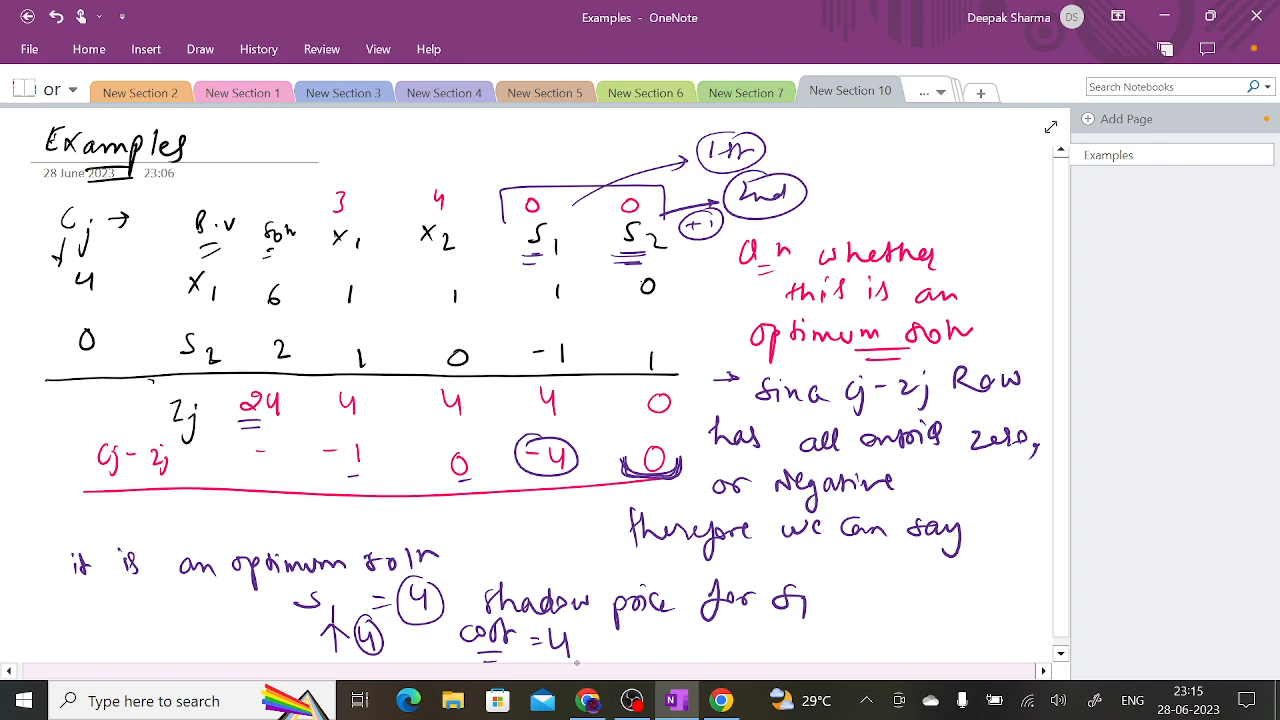 Examples - OneNote
Deepak Sharma DS
File Home Insert Draw History Review View Help
or New Section 2 New Section 1 New Section 3 New Section 4 New Section 5 New Section 6 New Section 7 New Section 10 ... Search Notebooks
Examples
28 June 2023 23:06
Add Page
Examples
2nd
+1
3 4 0 0
Cj → B.V Soln x1 x2 S1 S2
4 x1 6 1 1 1 0
0 S2 2 1 0 -1 1
Zj 24 4 4 4 0
Cj - Zj - -1 0 -4 0
whether
this is an
optimum soln
→ Since Cj - Zj Row
has all zero,
or Negative
therefore we can say
it is an optimum soln
S1 = 4 shadow price for S1
4 cost = 4
Type here to search
29°C ENG 23:15
28-06-2023